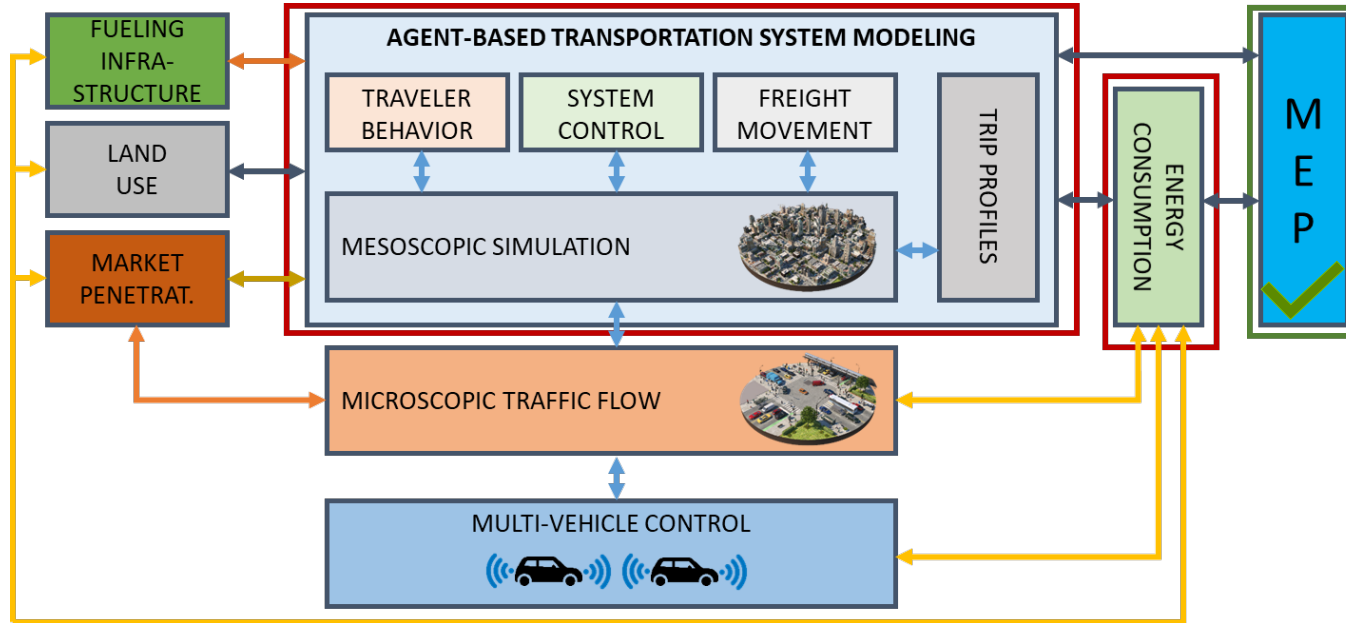 FUELING
INFRA-
STRUCTURE
LAND
USE
MARKET
PENETRAT.
AGENT-BASED TRANSPORTATION SYSTEM MODELING
TRAVELER
BEHAVIOR
SYSTEM
CONTROL
FREIGHT
MOVEMENT
TRIP PROFILES
MESOSCOPIC SIMULATION
MICROSCOPIC TRAFFIC FLOW
MULTI-VEHICLE CONTROL
ENERGY
CONSUMPTION
M
E
P